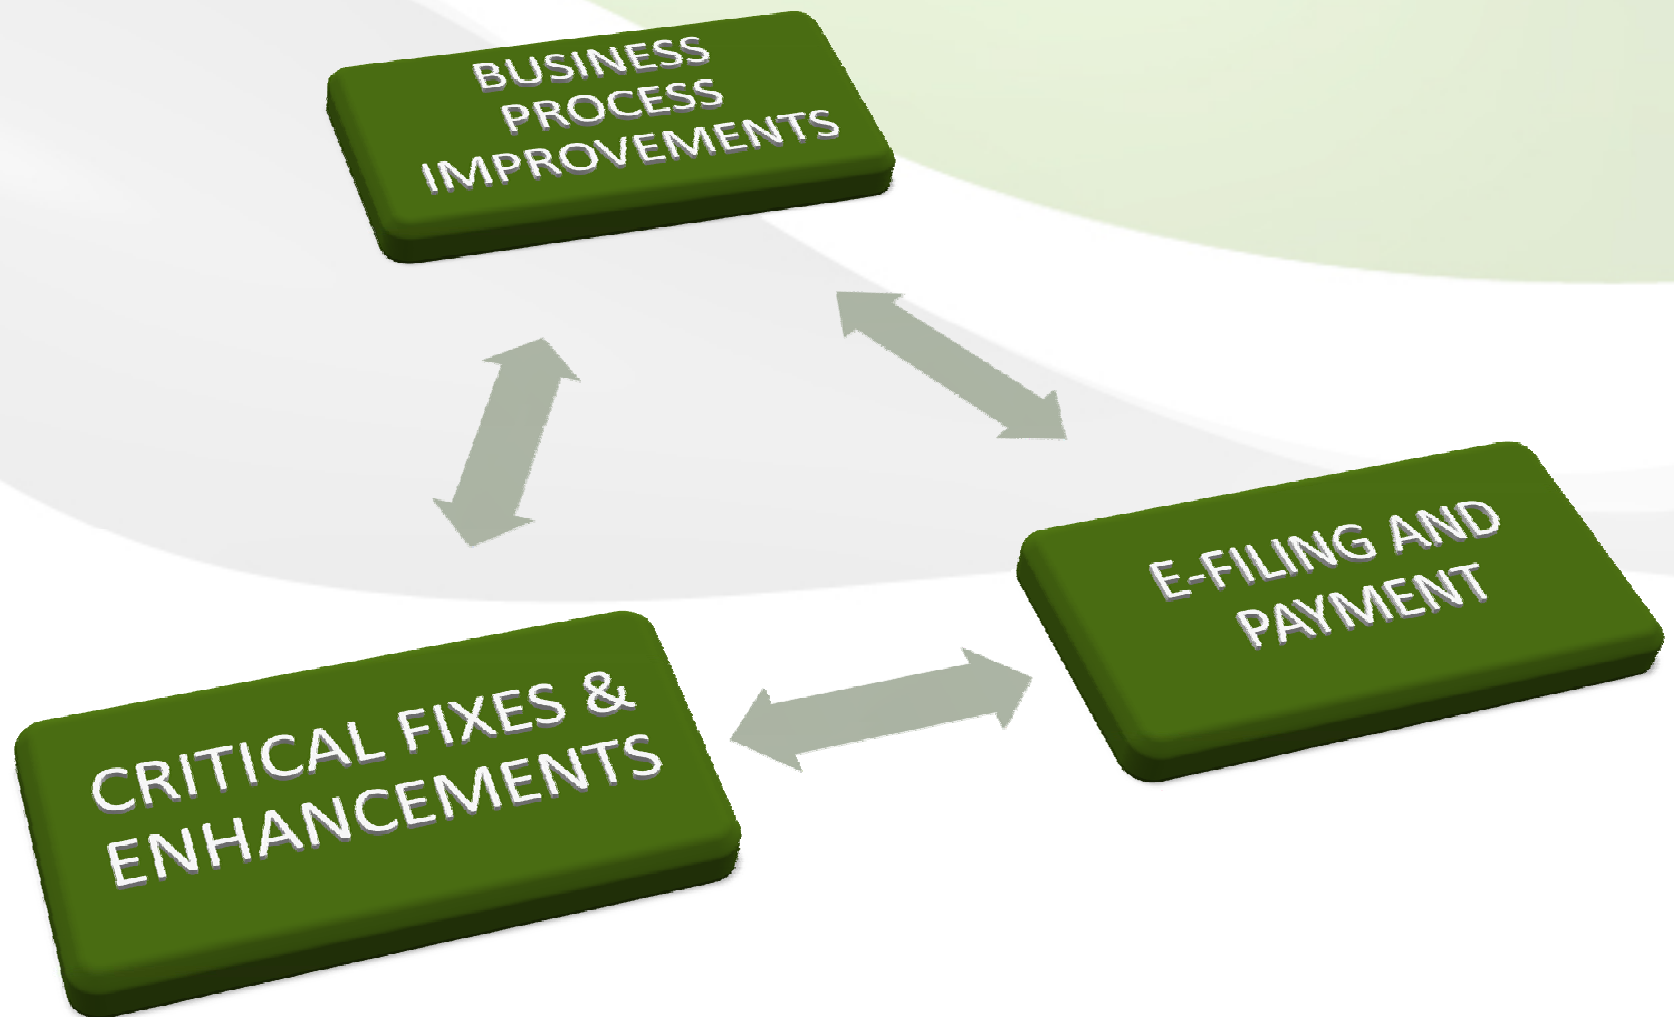 BUSINESS
PROCESS
IMPROVEMENTS
E-FILING AND
PAYMENT
CRITICAL FIXES &
ENHANCEMENTS